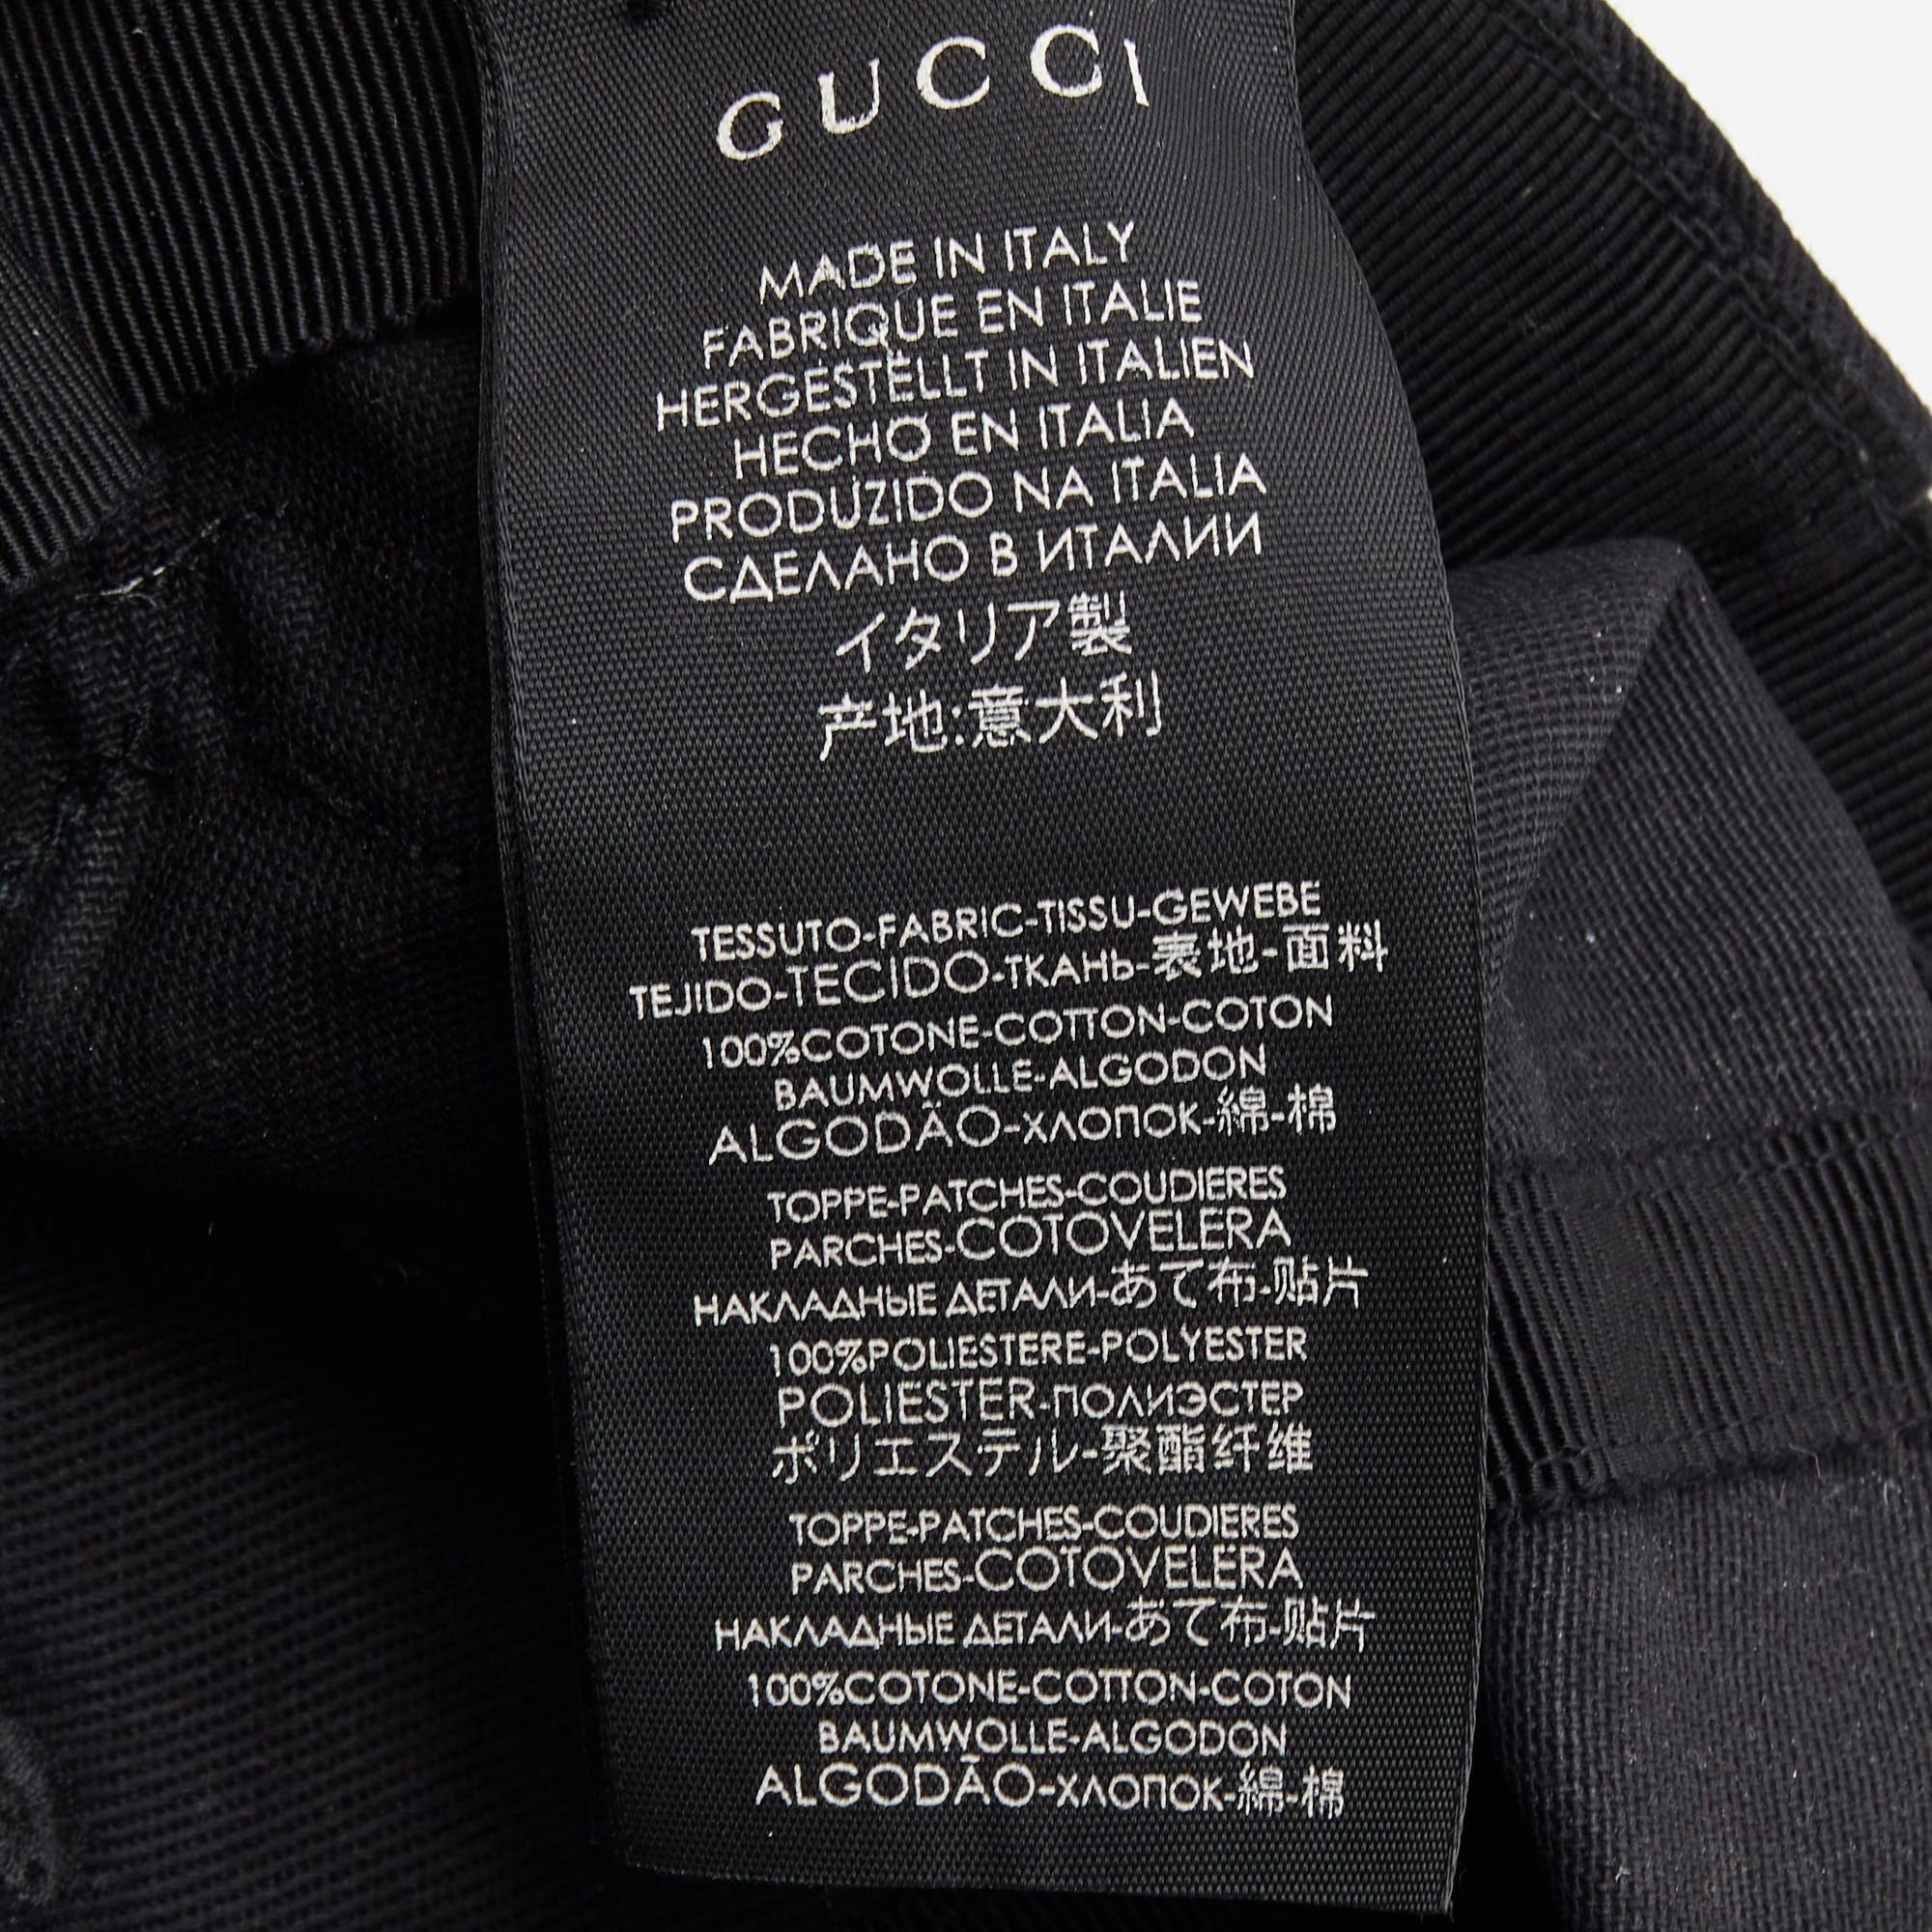 GUCCI
MADE IN ITALY
FABRIQUE EN ITALIE
HERGESTELLT IN ITALIEN
HECHO EN ITALIA
PRODUZIDO NA ITALIA
СДЕЛАНО В ИТАЛИИ
イタリア製
产地:意大利
TESSUTO-FABRIC-TISSU-GEWEBE
TEJIDO-TECIDO-ТКАНЬ-表地-面料
100%COTONE-COTTON-COTON
BAUMWOLLE-ALGODON
ALGODÃO-ХЛОПОК-綿-棉
TOPPE-PATCHES-COUDIERES
PARCHES-COTOVELERA
НАКЛАДНЫЕ ДЕТАЛИ-あて布-贴片
100%POLIESTERE-POLYESTER
POLIESTER-ПОЛИЭСТЕР
ポリエステル-聚酯纤维
TOPPE-PATCHES-COUDIERES
PARCHES-COTOVELERA
НАКЛАДНЫЕ ДЕТАЛИ-あて布-贴片
100%COTONE-COTTON-COTON
BAUMWOLLE-ALGODON
ALGODÃO-ХЛОПОК-綿-棉